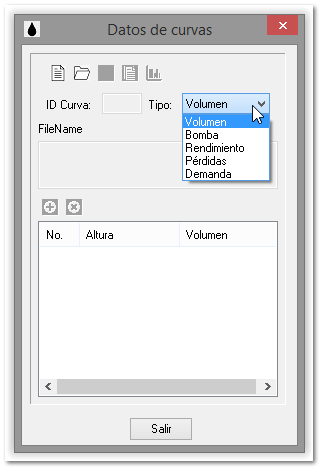 Datos de curvas
ID Curva: Tipo: Volumen
Volumen
FileName
Bomba
Rendimiento
Pérdidas
Demanda
No. Altura Volumen
Salir